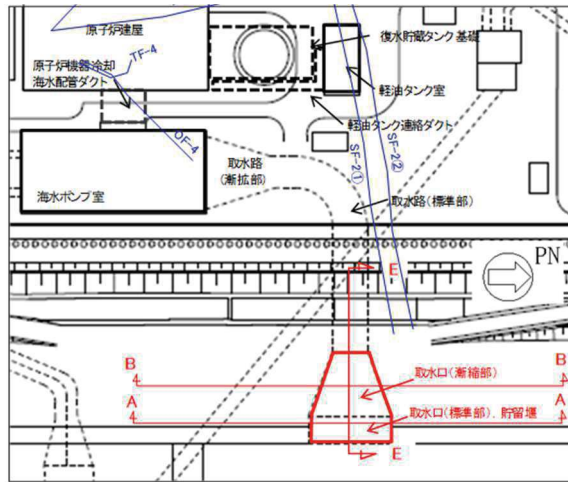 原子炉建屋
TF-4
原子炉機器冷却
海水配管ダクト
OF-4
復水貯蔵タンク基礎
軽油タンク室
軽油タンク連絡ダクト
SF-2①
SF-2②
取水路
(漸拡部)
海水ポンプ室
取水路(標準部)
PN
E
B
B
取水口(漸縮部)
A
A
取水口(標準部)、貯留堰
E